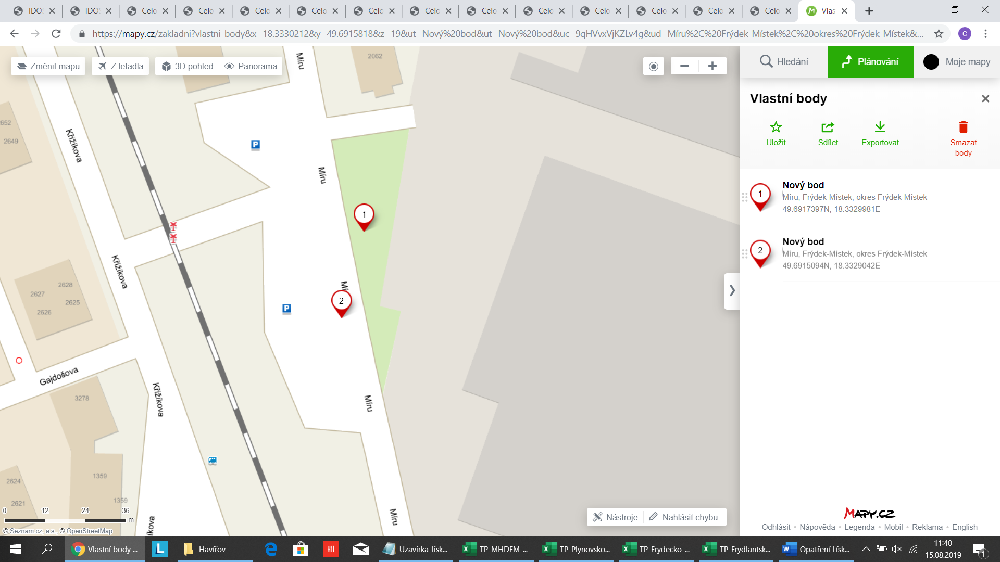 IDOS
IDOS
Celo
Celo
Celo
Celo
Celo
Celo
Celo
Celo
Celo
Celo
Celo
Celo
Vlas
https://mapy.cz/zakladni?vlastni-body&x=18.3330212&y=49.6915818&z=19&ut=Nový%20bod&ut=Nový%20bod&uc=9qHVvxVjKZLv4g&ud=Míru%2C%20Frýdek-Místek%2C%20okres%20Frýdek-Místek&...
C
Změnit mapu
Z letadla
3D pohled
Panorama
Hledání
Plánování
Moje mapy
Vlastní body
Uložit
Sdílet
Exportovat
Smazat
body
1
Nový bod
Míru, Frýdek-Místek, okres Frýdek-Místek
49.6917397N, 18.3329981E
2
Nový bod
Míru, Frýdek-Místek, okres Frýdek-Místek
49.6915094N, 18.3329042E
Míru
2062
652
2649
Křižíkova
P
Míru
1
Křižíkova
2628
2627
2625
2626
Mí
2
P
Gajdošova
3278
Křižíkova
Míru
1359
2624
1359
2621
Míru
íkova
0 12 24 36
m
© Seznam.cz, a.s., © OpenStreetMap
Nástroje
Nahlásit chybu
Mapy.cz
Odhlásit • Nápověda • Legenda • Mobil • Reklama • English
Vlastní body ...
L
Havířov
Uzavirka_lisk...
TP_MHDFM_...
TP_Plynovsko...
TP_Frydecko_...
TP_Frydlantsk...
Opatření Lísk...
11:40
15.08.2019
1